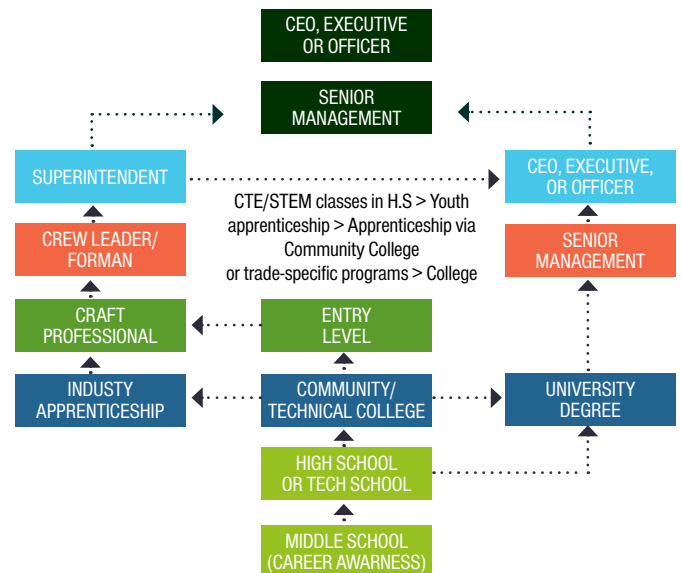 CEO, EXECUTIVE
OR OFFICER
SENIOR
MANAGEMENT
SUPERINTENDENT
CEO, EXECUTIVE,
OR OFFICER
CTE/STEM classes in H.S > Youth
apprenticeship > Apprenticeship via
Community College
or trade-specific programs > College
CREW LEADER/
FORMAN
SENIOR
MANAGEMENT
CRAFT
PROFESSIONAL
ENTRY
LEVEL
INDUSTY
APPRENTICESHIP
COMMUNITY/
TECHNICAL COLLEGE
UNIVERSITY
DEGREE
HIGH SCHOOL
OR TECH SCHOOL
MIDDLE SCHOOL
(CAREER AWARNESS)